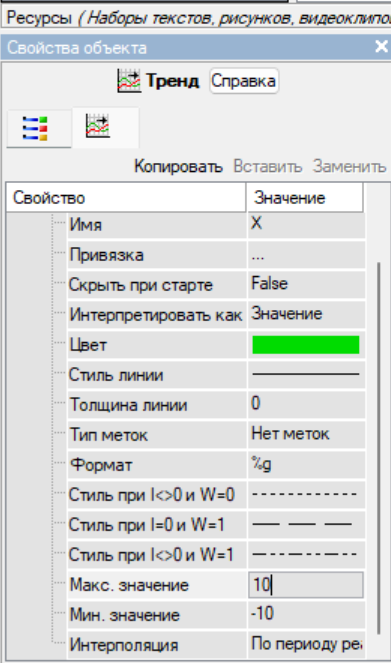 Ресурсы (Наборы текстов, рисунков, видеоклипо
Свойства объекта
Тренд Справка
Копировать Вставить Заменить
Свойство Значение
Имя X
Привязка ...
Скрыть при старте False
Интерпретировать как Значение
Цвет
Стиль линии
Толщина линии 0
Тип меток Нет меток
Формат %g
Стиль при I<>0 и W=0
Стиль при I=0 и W=1
Стиль при I<>0 и W=1
Макс. значение 10
Мин. значение -10
Интерполяция По периоду реа